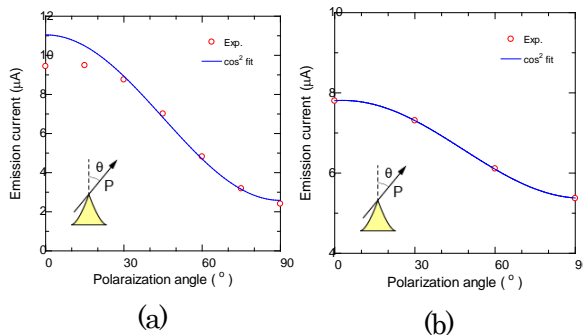 Emission current (μA)
12
10
8
6
4
2
0
0
30
60
90
Polaraization angle ( ° )
Exp.
cos² fit
θ
P
(a)
Emission current (μA)
10
8
6
4
0
30
60
9
Polarization angle ( ° )
Exp.
cos² fit
θ
P
(b)